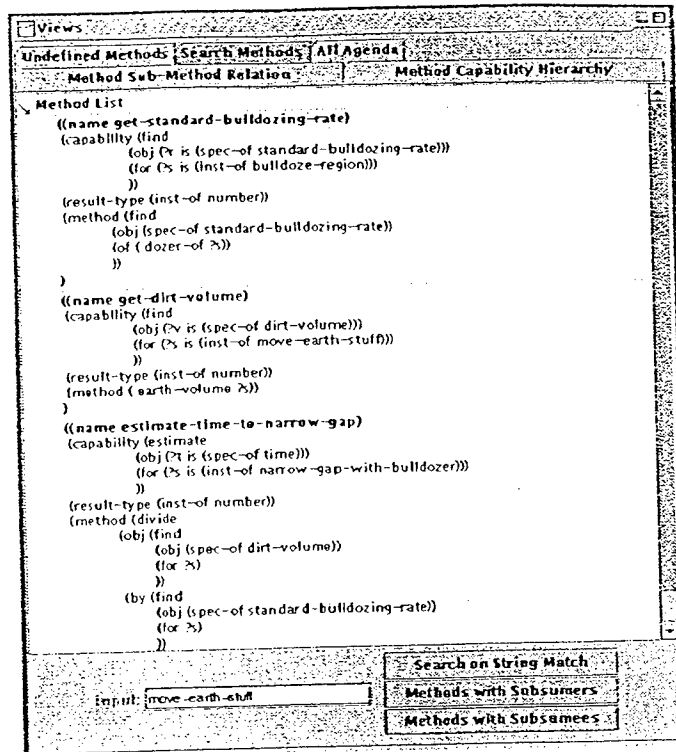 Views
Undefined Methods Search Methods All Agenda
Method Sub-Method Relation Method Capability Hierarchy
Method List
((name get-standard-bulldozing-rate)
(capability (find
(obj (?r is (spec-of standard-bulldozing-rate)))
(for (?s is (inst-of bulldoze-region)))
))
(result-type (inst-of number))
(method (find
(obj (spec-of standard-bulldozing-rate))
(of ( dozer-of ?s))
))
)
((name get-dirt-volume)
(capability (find
(obj (?v is (spec-of dirt-volume)))
(for (?s is (inst-of move-earth-stuff)))
))
(result-type (inst-of number))
(method ( earth-volume ?s))
)
((name estimate-time-to-narrow-gap)
(capability (estimate
(obj (?t is (spec-of time)))
(for (?s is (inst-of narrow-gap-with-bulldozer)))
))
(result-type (inst-of number))
(method (divide
(obj (find
(obj (spec-of dirt-volume))
(for ?s)
))
(by (find
(obj (spec-of standard-bulldozing-rate))
(for ?s)
))
Search on String Match
Input: move-earth-stuff
Methods with Subsumers
Methods with Subsumees